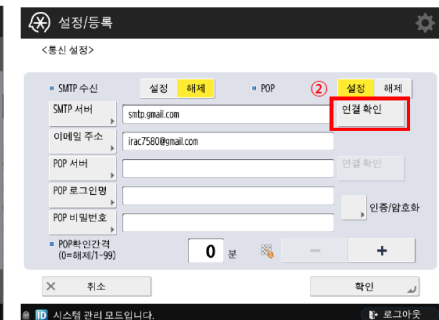 설정/등록
<통신 설정>
SMTP 수신 설정 해제 POP ② 설정 해제
SMTP 서버 smtp.gmail.com 연결 확인
이메일 주소 irac7580@gmail.com
POP 서버 연결 확인
POP 로그인명
인증/암호화
POP 비밀번호
POP확인간격
(0=해제/1-99) 0 분 − +
× 취소 확인
ID 시스템 관리 모드입니다. 로그아웃